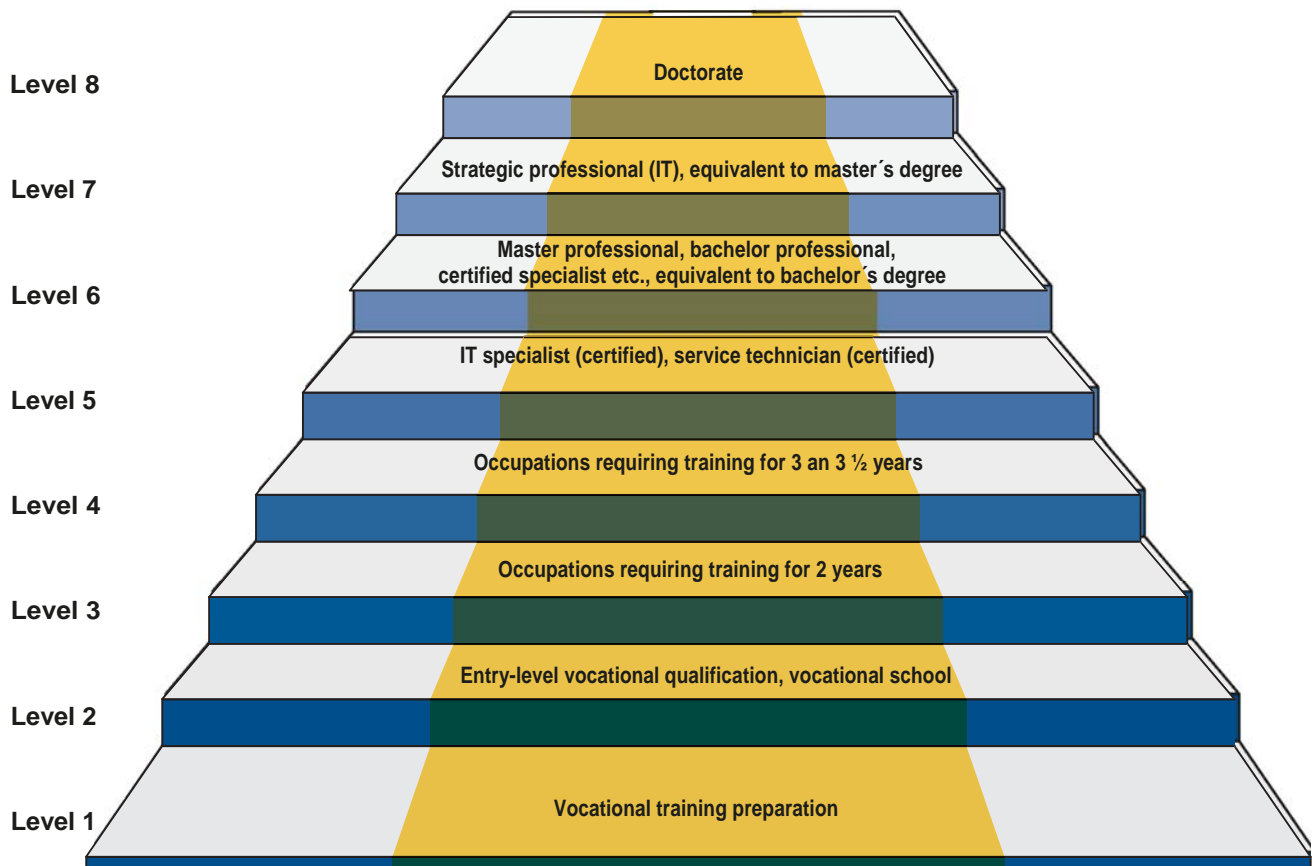 Level 8
Doctorate
Level 7
Strategic professional (IT), equivalent to master´s degree
Level 6
Master professional, bachelor professional,
certified specialist etc., equivalent to bachelor´s degree
Level 5
IT specialist (certified), service technician (certified)
Level 4
Occupations requiring training for 3 an 3 ½ years
Level 3
Occupations requiring training for 2 years
Level 2
Entry-level vocational qualification, vocational school
Level 1
Vocational training preparation